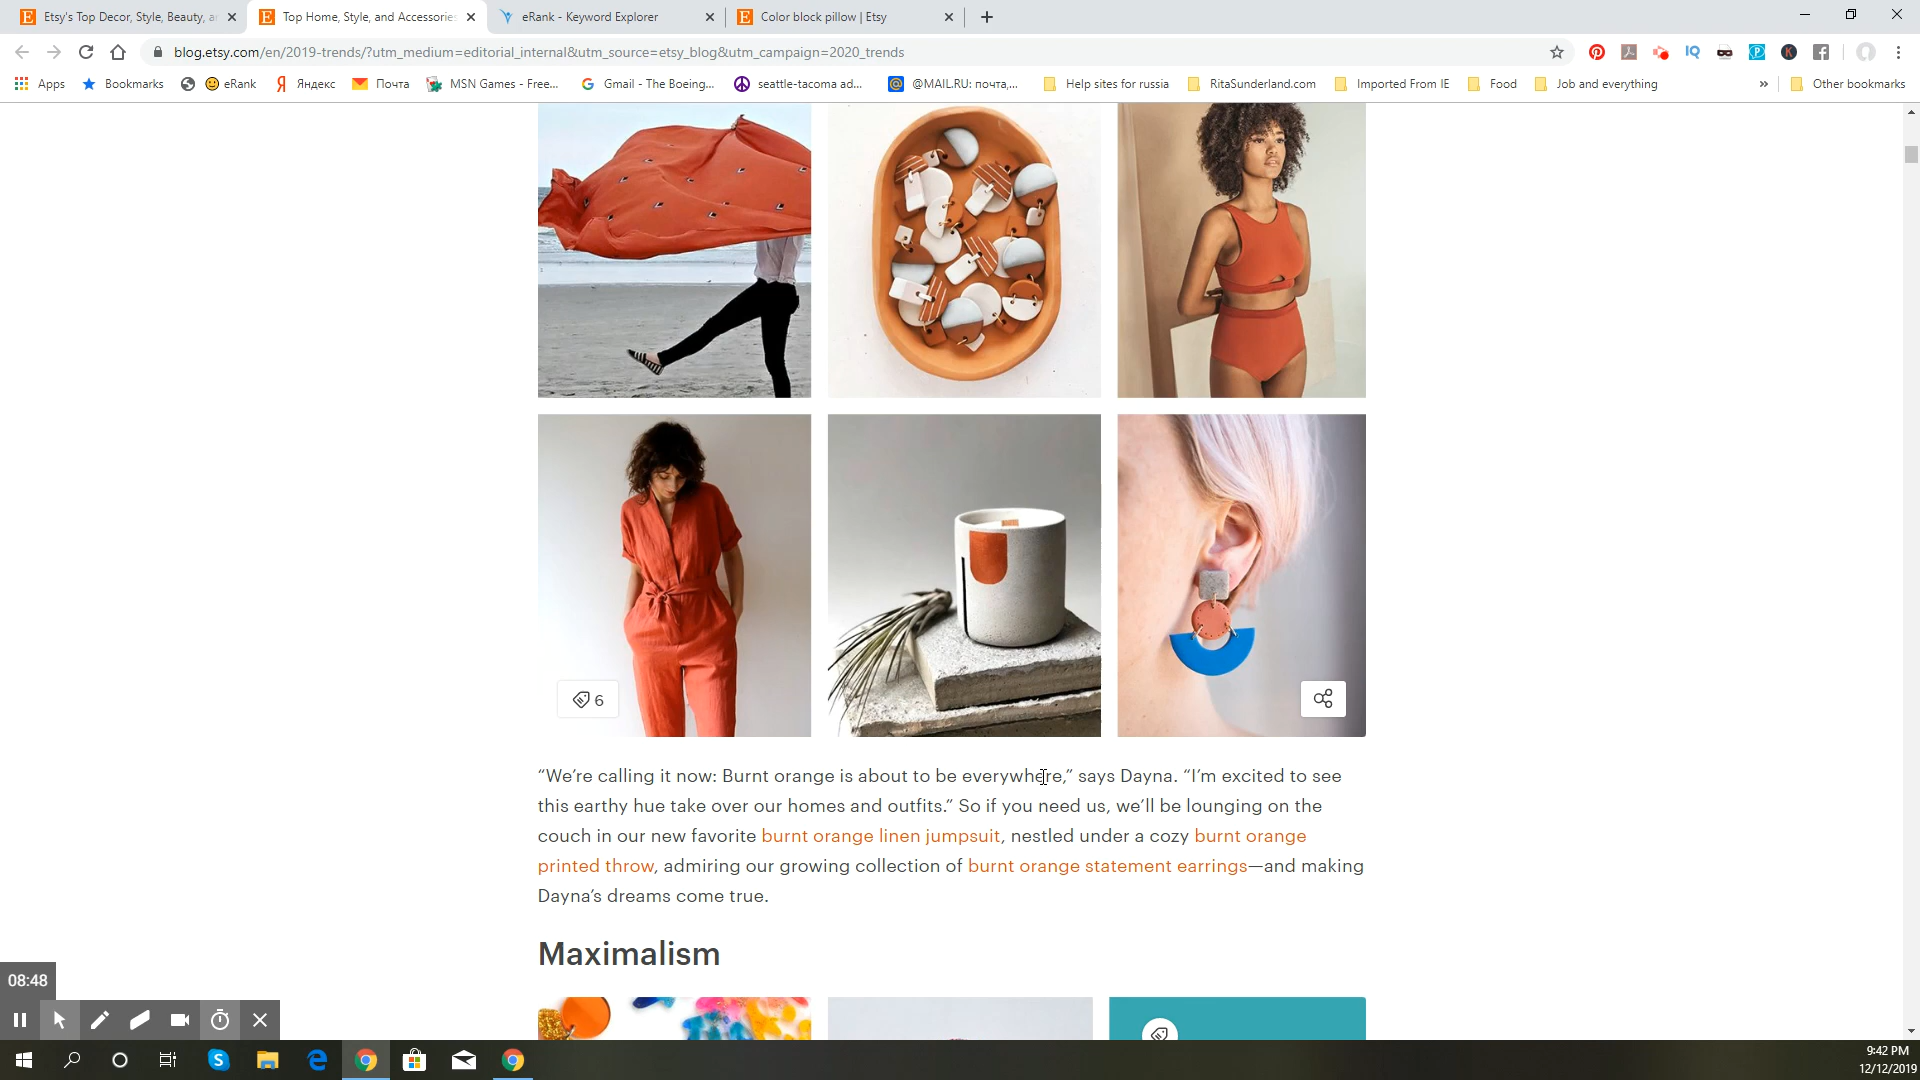 Etsy's Top Decor, Style, Beauty, a
Top Home, Style, and Accessories
eRank - Keyword Explorer
Color block pillow | Etsy
blog.etsy.com/en/2019-trends/?utm_medium=editorial_internal&utm_source=etsy_blog&utm_campaign=2020_trends
Apps
Bookmarks
eRank
Яндекс
Почта
MSN Games - Free...
Gmail - The Boeing...
seattle-tacoma ad...
@MAIL.RU: почта,...
Help sites for russia
RitaSunderland.com
Imported From IE
Food
Job and everything
»
Other bookmarks
6
“We’re calling it now: Burnt orange is about to be everywhere,” says Dayna. “I’m excited to see
this earthy hue take over our homes and outfits.” So if you need us, we’ll be lounging on the
couch in our new favorite burnt orange linen jumpsuit, nestled under a cozy burnt orange
printed throw, admiring our growing collection of burnt orange statement earrings—and making
Dayna’s dreams come true.
Maximalism
08:48
9:42 PM
12/12/2019